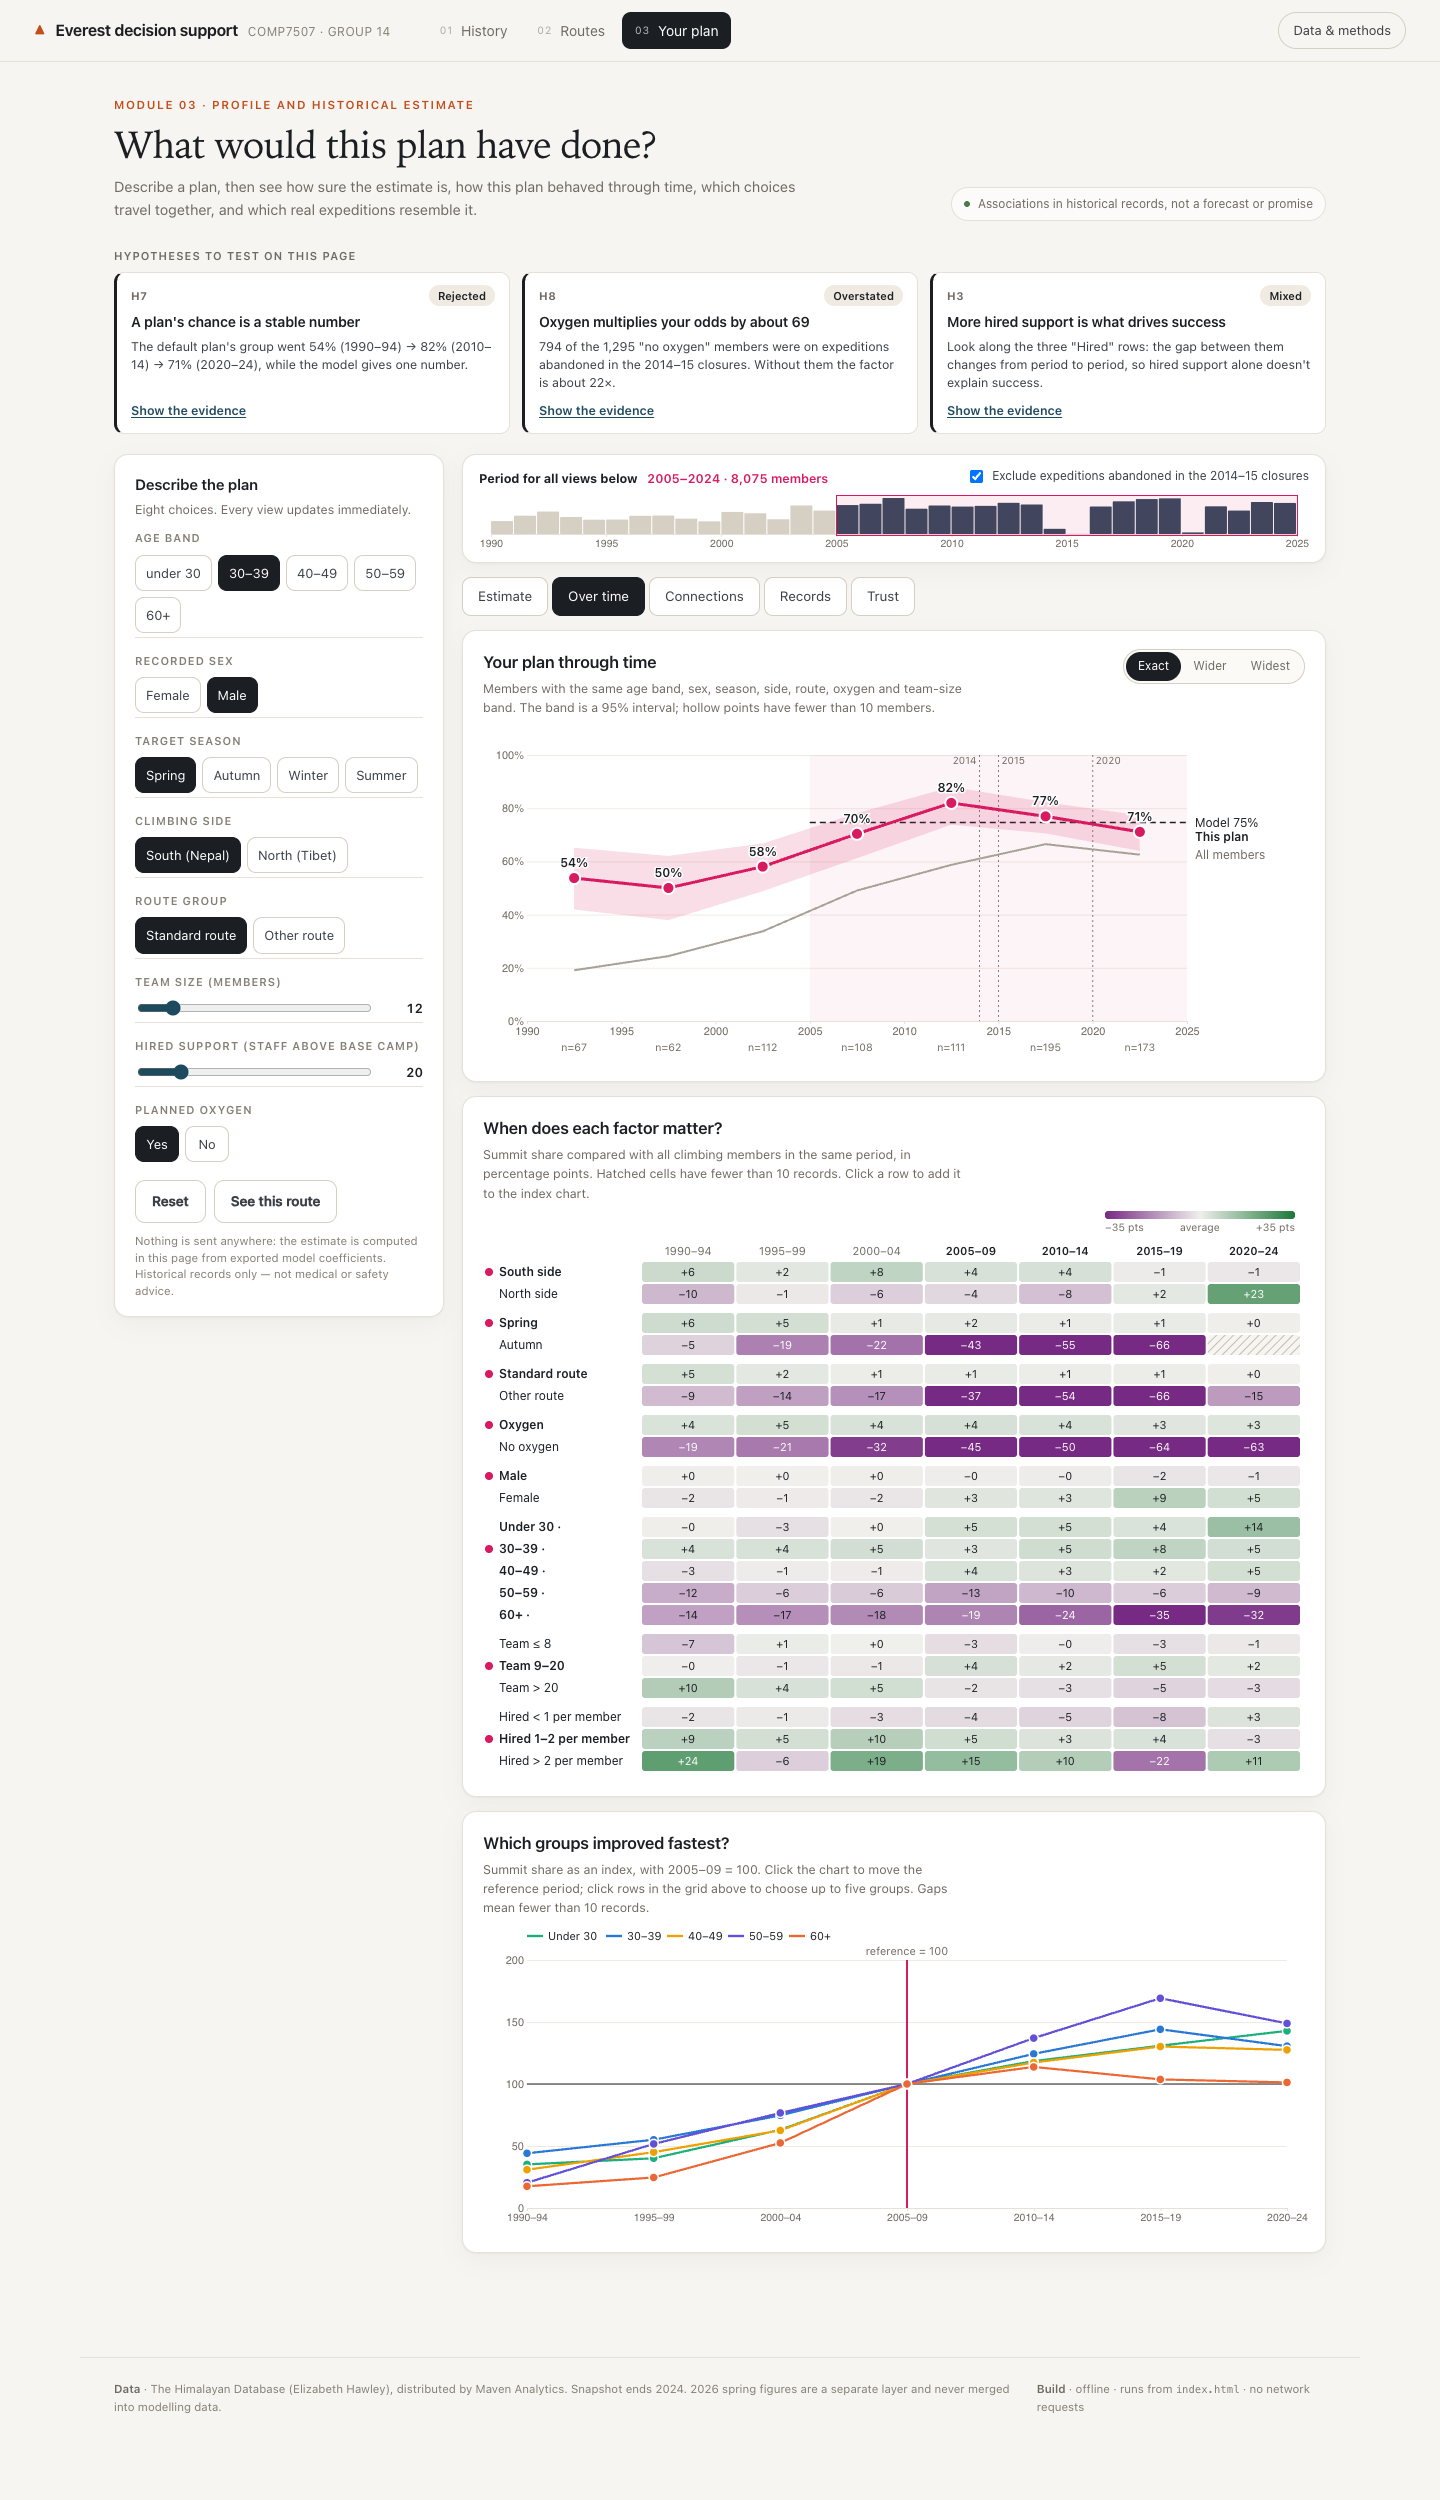 Everest decision support COMP7507 · GROUP 14 01 History 02 Routes 03 Your plan Data & methods
MODULE 03 · PROFILE AND HISTORICAL ESTIMATE
What would this plan have done?
Describe a plan, then see how sure the estimate is, how this plan behaved through time, which choices
travel together, and which real expeditions resemble it.
Associations in historical records, not a forecast or promise
HYPOTHESES TO TEST ON THIS PAGE
H7 Rejected
A plan's chance is a stable number
The default plan's group went 54% (1990–94) → 82% (2010–
14) → 71% (2020–24), while the model gives one number.
Show the evidence
H8 Overstated
Oxygen multiplies your odds by about 69
794 of the 1,295 "no oxygen" members were on expeditions
abandoned in the 2014–15 closures. Without them the factor
is about 22×.
Show the evidence
H3 Mixed
More hired support is what drives success
Look along the three "Hired" rows: the gap between them
changes from period to period, so hired support alone doesn't
explain success.
Show the evidence
Describe the plan
Eight choices. Every view updates immediately.
AGE BAND
under 30 30–39 40–49 50–59
60+
RECORDED SEX
Female Male
TARGET SEASON
Spring Autumn Winter Summer
CLIMBING SIDE
South (Nepal) North (Tibet)
ROUTE GROUP
Standard route Other route
TEAM SIZE (MEMBERS)
12
HIRED SUPPORT (STAFF ABOVE BASE CAMP)
20
PLANNED OXYGEN
Yes No
Reset See this route
Nothing is sent anywhere: the estimate is computed
in this page from exported model coefficients.
Historical records only — not medical or safety
advice.
Period for all views below 2005–2024 · 8,075 members Exclude expeditions abandoned in the 2014–15 closures
1990 1995 2000 2005 2010 2015 2020 2025
Estimate Over time Connections Records Trust
Your plan through time Exact Wider Widest
Members with the same age band, sex, season, side, route, oxygen and team-size
band. The band is a 95% interval; hollow points have fewer than 10 members.
100%
80%
60%
40%
20%
0%
2014 2015 2020
54% 50% 58% 70% 82% 77% 71%
Model 75%
This plan
All members
1990 1995 2000 2005 2010 2015 2020 2025
n=67 n=62 n=112 n=108 n=111 n=195 n=173
When does each factor matter?
Summit share compared with all climbing members in the same period, in
percentage points. Hatched cells have fewer than 10 records. Click a row to add it
to the index chart.
−35 pts average +35 pts
1990–94 1995–99 2000–04 2005–09 2010–14 2015–19 2020–24
South side +6 +2 +8 +4 +4 −1 −1
North side −10 −1 −6 −4 −8 +2 +23
Spring +6 +5 +1 +2 +1 +1 +0
Autumn −5 −19 −22 −43 −55 −66
Standard route +5 +2 +1 +1 +1 +1 +0
Other route −9 −14 −17 −37 −54 −66 −15
Oxygen +4 +5 +4 +4 +4 +3 +3
No oxygen −19 −21 −32 −45 −50 −64 −63
Male +0 +0 +0 −0 −0 −2 −1
Female −2 −1 −2 +3 +3 +9 +5
Under 30 · −0 −3 +0 +5 +5 +4 +14
30–39 · +4 +4 +5 +3 +5 +8 +5
40–49 · −3 −1 −1 +4 +3 +2 +5
50–59 · −12 −6 −6 −13 −10 −6 −9
60+ · −14 −17 −18 −19 −24 −35 −32
Team ≤ 8 −7 +1 +0 −3 −0 −3 −1
Team 9–20 −0 −1 −1 +4 +2 +5 +2
Team > 20 +10 +4 +5 −2 −3 −5 −3
Hired < 1 per member −2 −1 −3 −4 −5 −8 +3
Hired 1–2 per member +9 +5 +10 +5 +3 +4 −3
Hired > 2 per member +24 −6 +19 +15 +10 −22 +11
Which groups improved fastest?
Summit share as an index, with 2005–09 = 100. Click the chart to move the
reference period; click rows in the grid above to choose up to five groups. Gaps
mean fewer than 10 records.
Under 30 30–39 40–49 50–59 60+
reference = 100
200
150
100
50
0
1990–94 1995–99 2000–04 2005–09 2010–14 2015–19 2020–24
Data · The Himalayan Database (Elizabeth Hawley), distributed by Maven Analytics. Snapshot ends 2024. 2026 spring figures are a separate layer and never merged
into modelling data.
Build · offline · runs from index.html · no network
requests